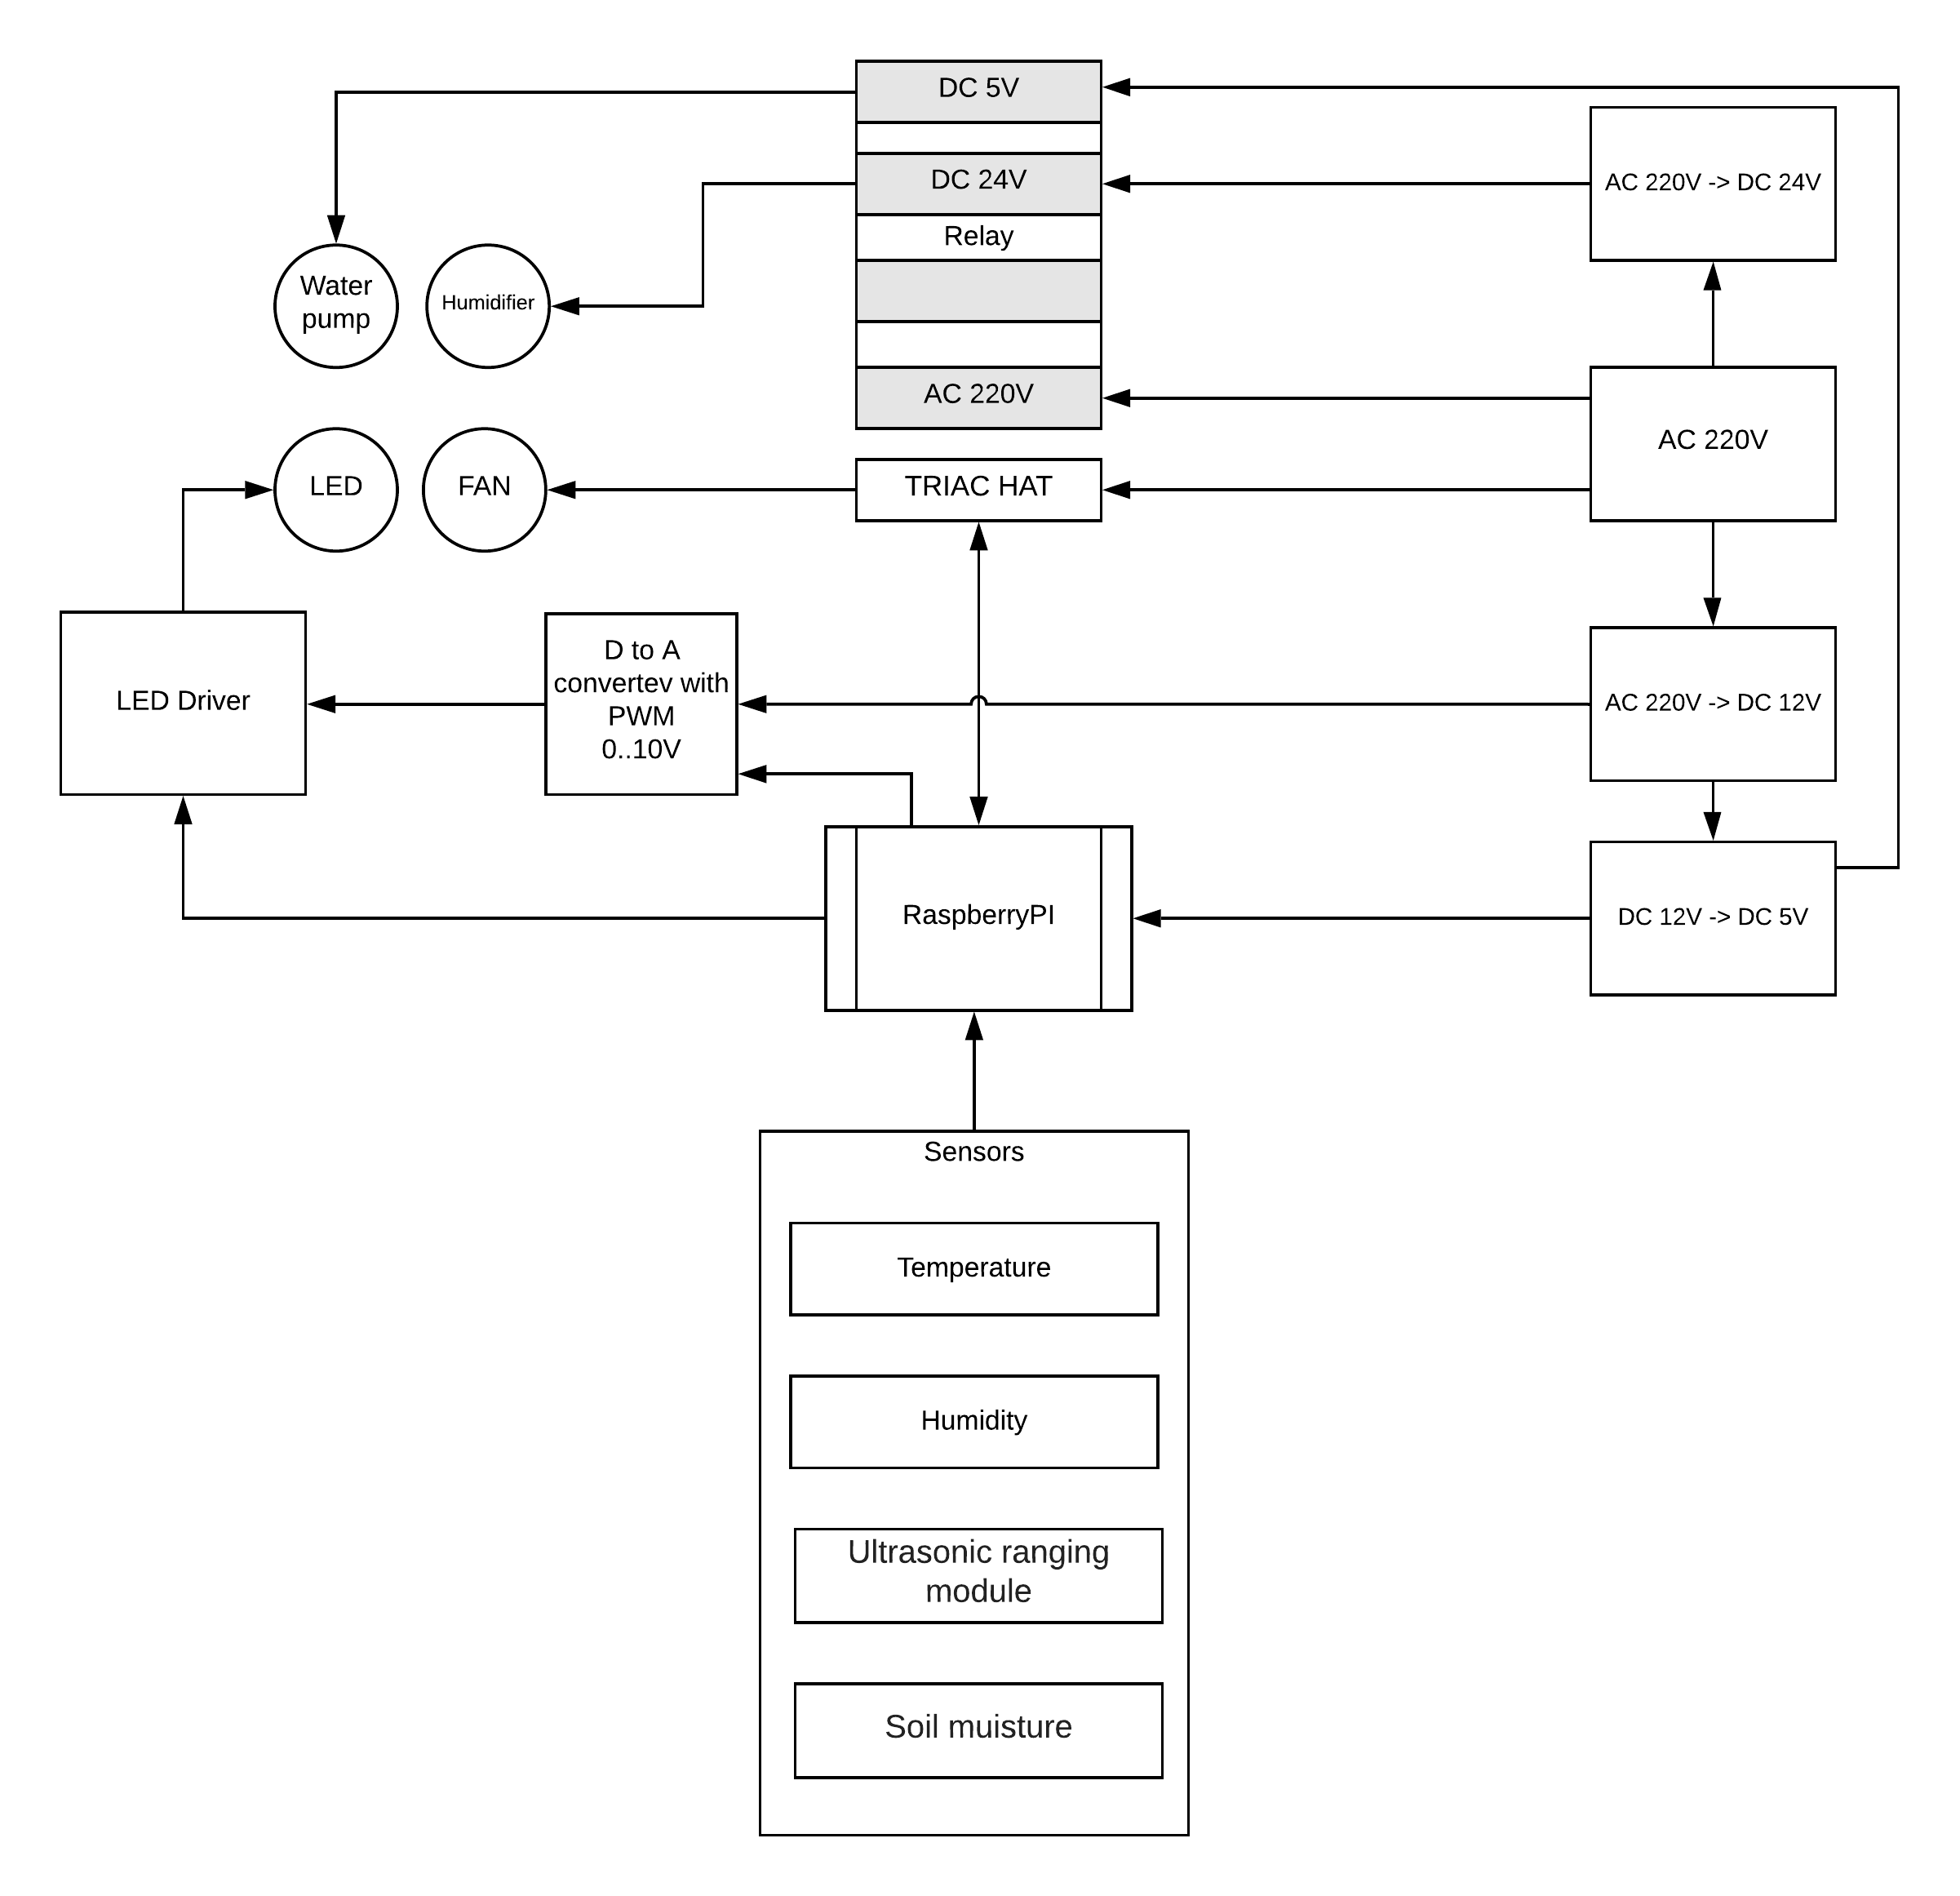 DC 5V
DC 24V
AC 220V -> DC 24V
Relay
Water
pump
Humidifier
AC 220V
AC 220V
LED
FAN
TRIAC HAT
D to A
convertev with
PWM
0..10V
LED Driver
AC 220V -> DC 12V
RaspberryPI
DC 12V -> DC 5V
Sensors
Temperature
Humidity
Ultrasonic ranging
module
Soil muisture